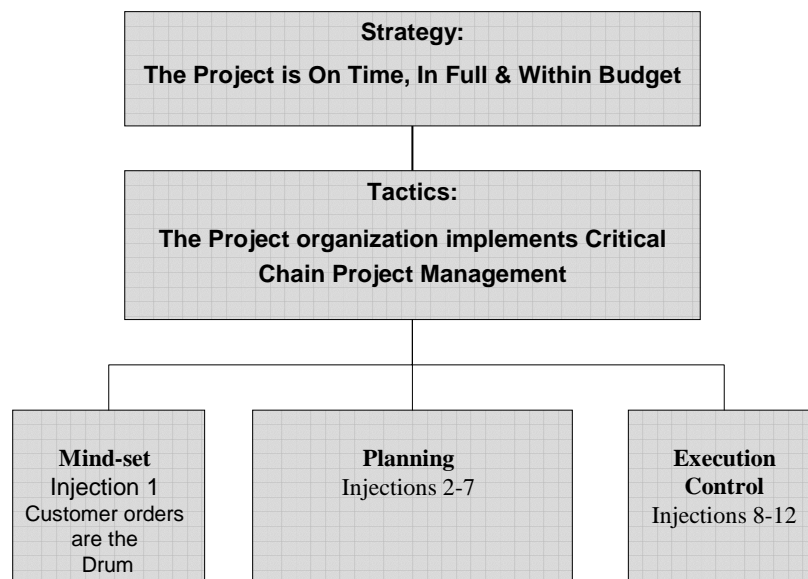 Strategy:
The Project is On Time, In Full & Within Budget
Tactics:
The Project organization implements Critical
Chain Project Management
Mind-set
Injection 1
Customer orders
are the
Drum
Planning
Injections 2-7
Execution
Control
Injections 8-12